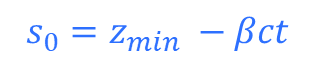 s₀ = z_min − βct